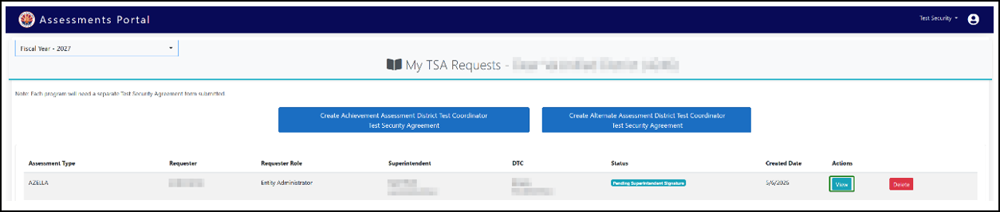 Assessments Portal
Test Security
Fiscal Year - 2027
My TSA Requests -
Note: Each program will need a separate Test Security Agreement form submitted.
Create Achievement Assessment District Test Coordinator
Test Security Agreement
Create Alternate Assessment District Test Coordinator
Test Security Agreement
Assessment Type Requester Requester Role Superintendent DTC Status Created Date Actions
AZELLA Entity Administrator Pending Superintendent Signature 5/6/2026 View Delete